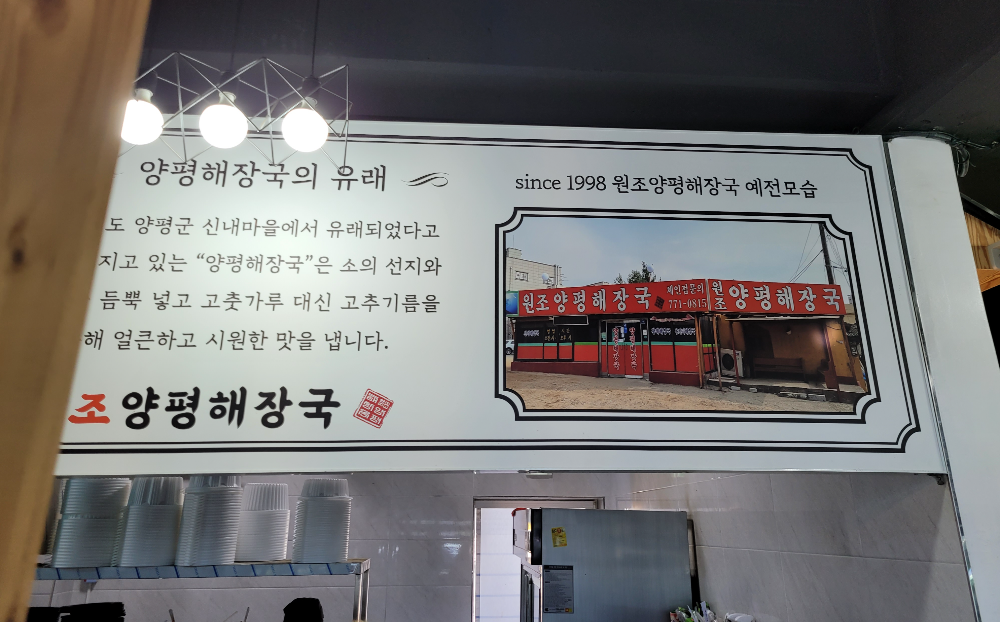 양평해장국의 유래
도 양평군 신내마을에서 유래되었다고
지고 있는 “양평해장국”은 소의 선지와
듬뿍 넣고 고춧가루 대신 고추기름을
해 얼큰하고 시원한 맛을 냅니다.
조양평해장국
since 1998 원조양평해장국 예전모습
원조양평해장국 체인점문의 771-0815
원조 양평해장국